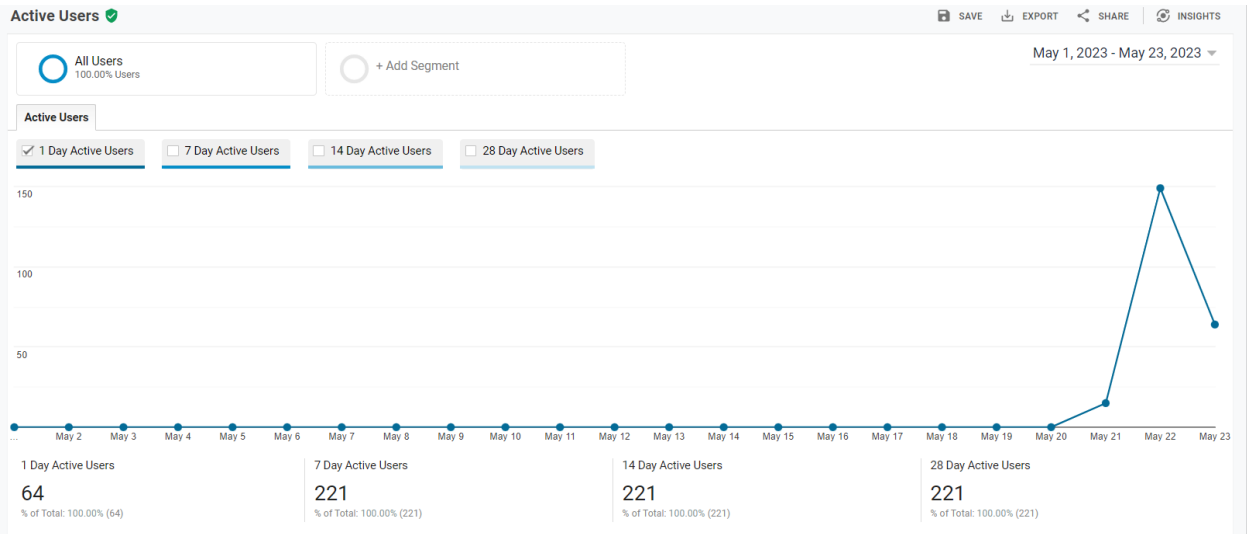 Active Users
SAVE EXPORT SHARE INSIGHTS
All Users
100.00% Users
+ Add Segment
May 1, 2023 - May 23, 2023
Active Users
1 Day Active Users 7 Day Active Users 14 Day Active Users 28 Day Active Users
150
100
50
... May 2 May 3 May 4 May 5 May 6 May 7 May 8 May 9 May 10 May 11 May 12 May 13 May 14 May 15 May 16 May 17 May 18 May 19 May 20 May 21 May 22 May 23
1 Day Active Users
64
% of Total: 100.00% (64)
7 Day Active Users
221
% of Total: 100.00% (221)
14 Day Active Users
221
% of Total: 100.00% (221)
28 Day Active Users
221
% of Total: 100.00% (221)